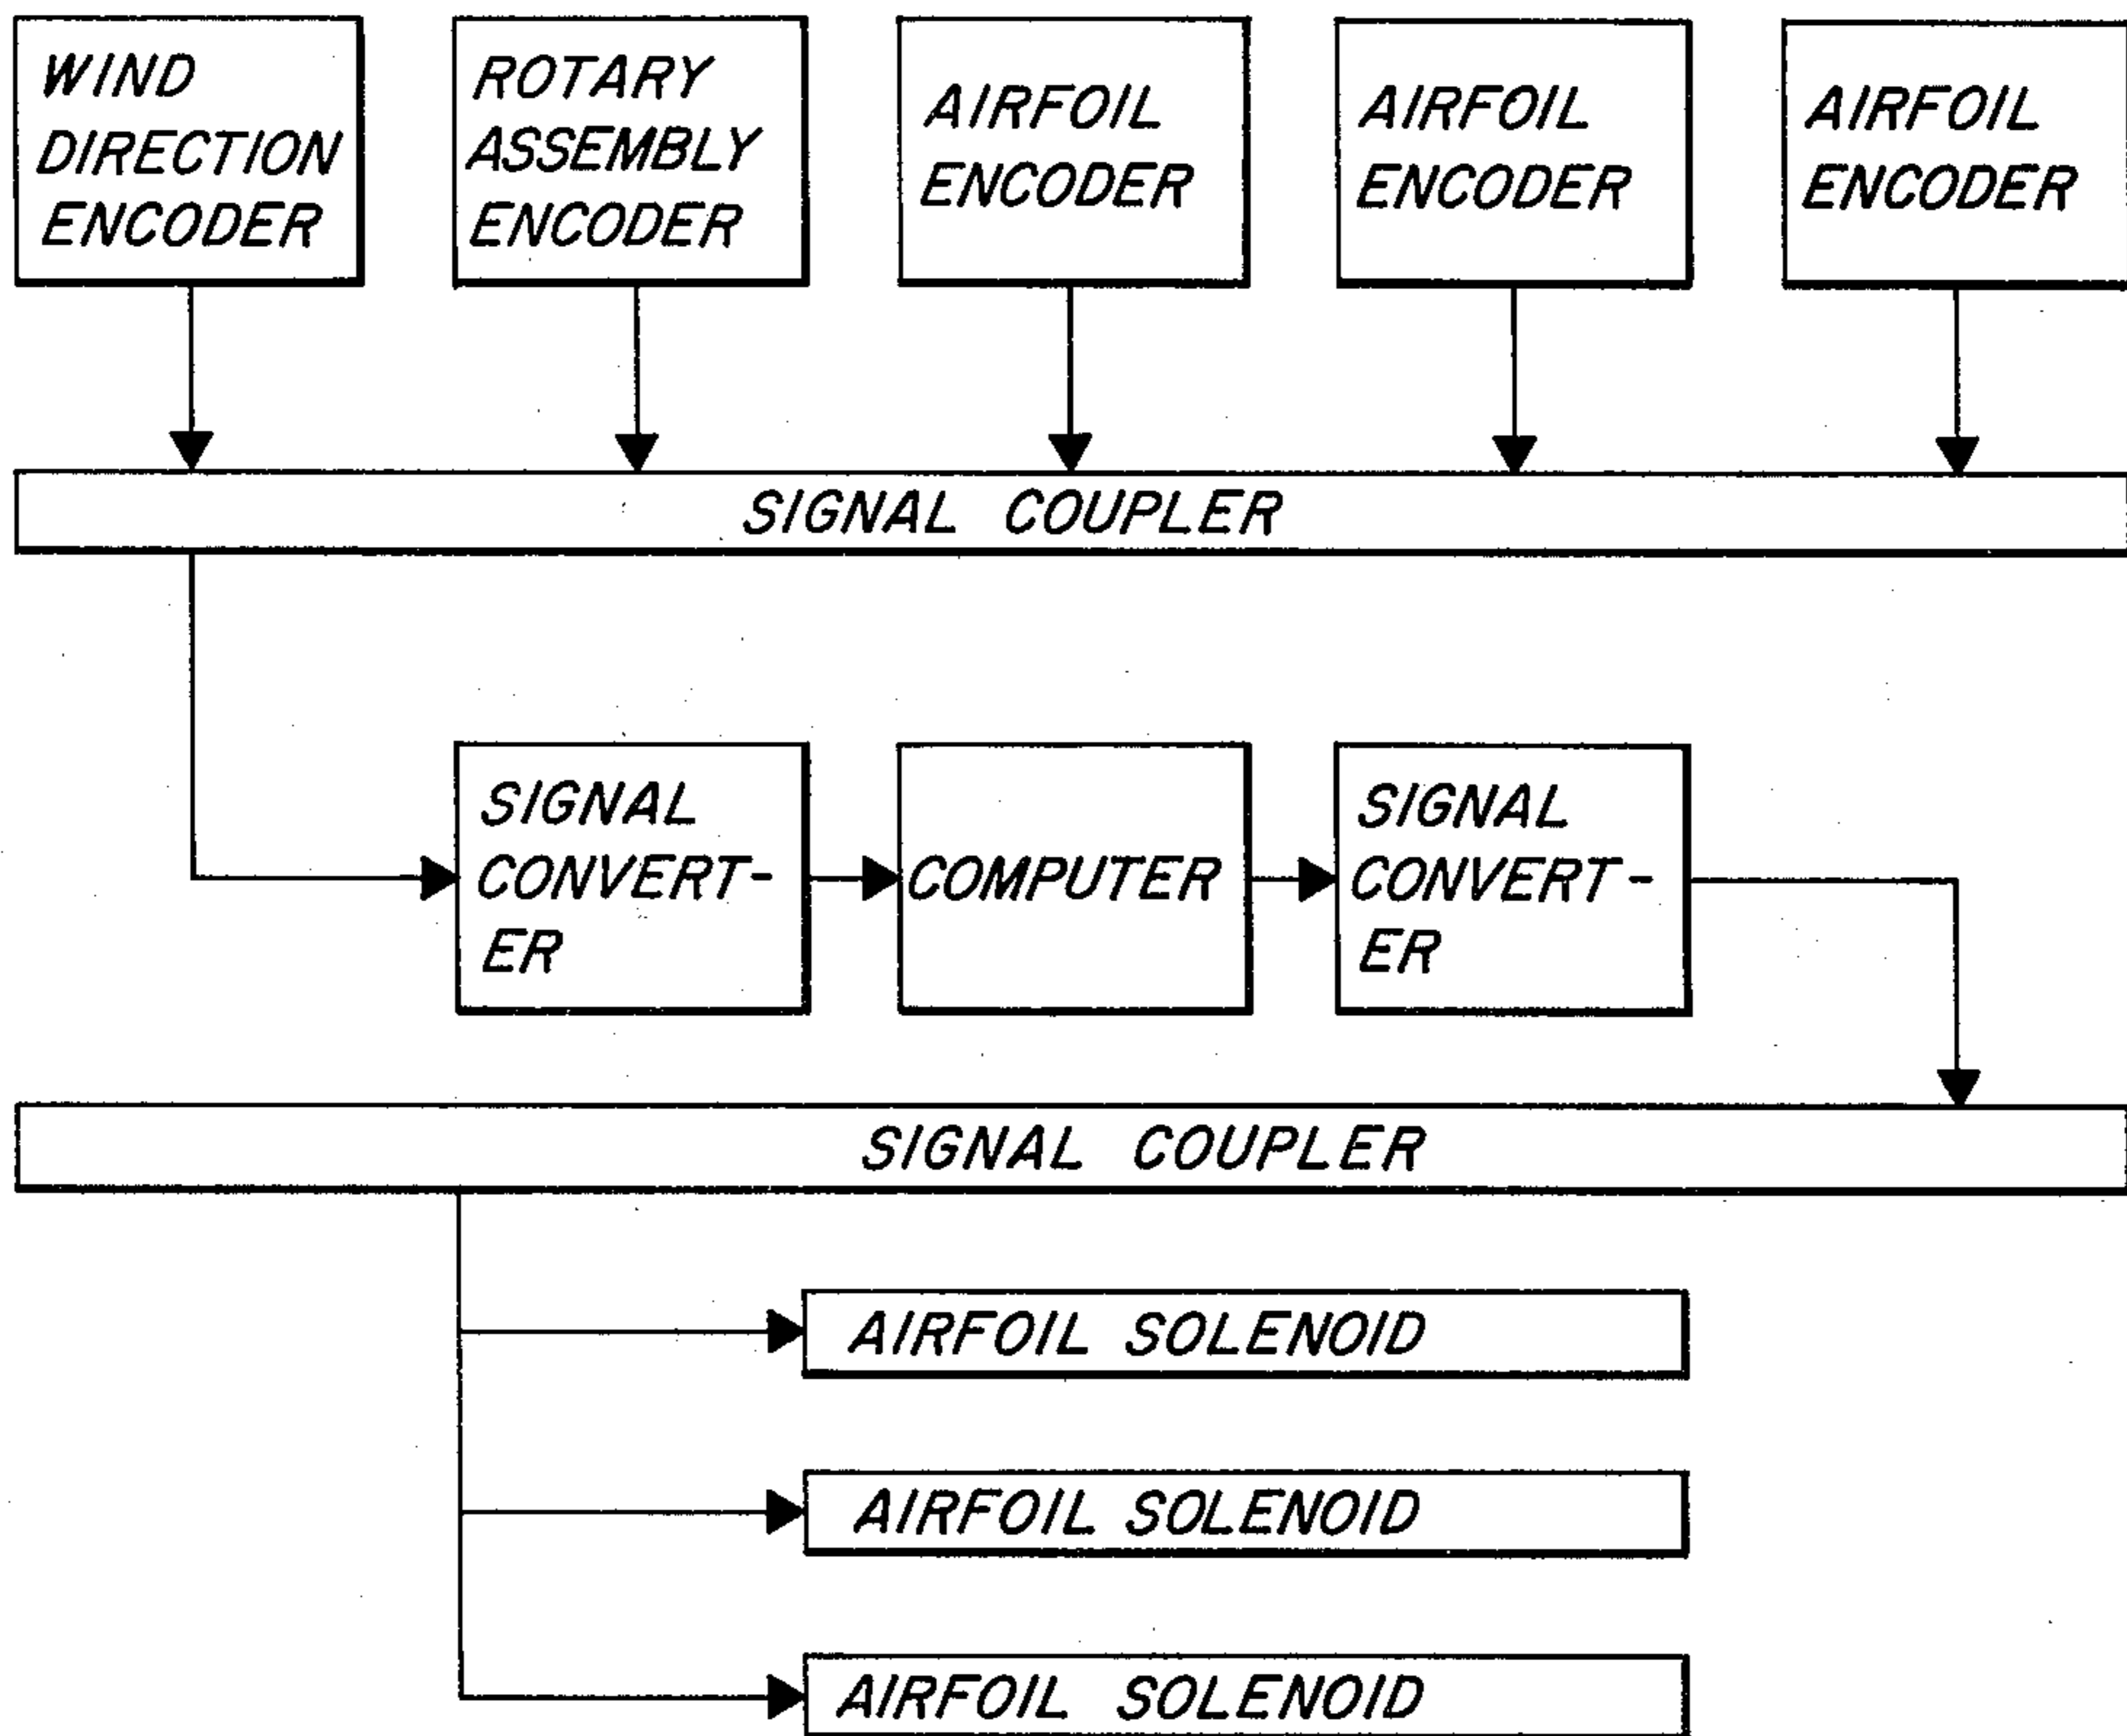 WIND
DIRECTION
ENCODER
ROTARY
ASSEMBLY
ENCODER
AIRFOIL
ENCODER
AIRFOIL
ENCODER
AIRFOIL
ENCODER
SIGNAL COUPLER
SIGNAL
CONVERT-
ER
COMPUTER
SIGNAL
CONVERT-
ER
SIGNAL COUPLER
AIRFOIL SOLENOID
AIRFOIL SOLENOID
AIRFOIL SOLENOID